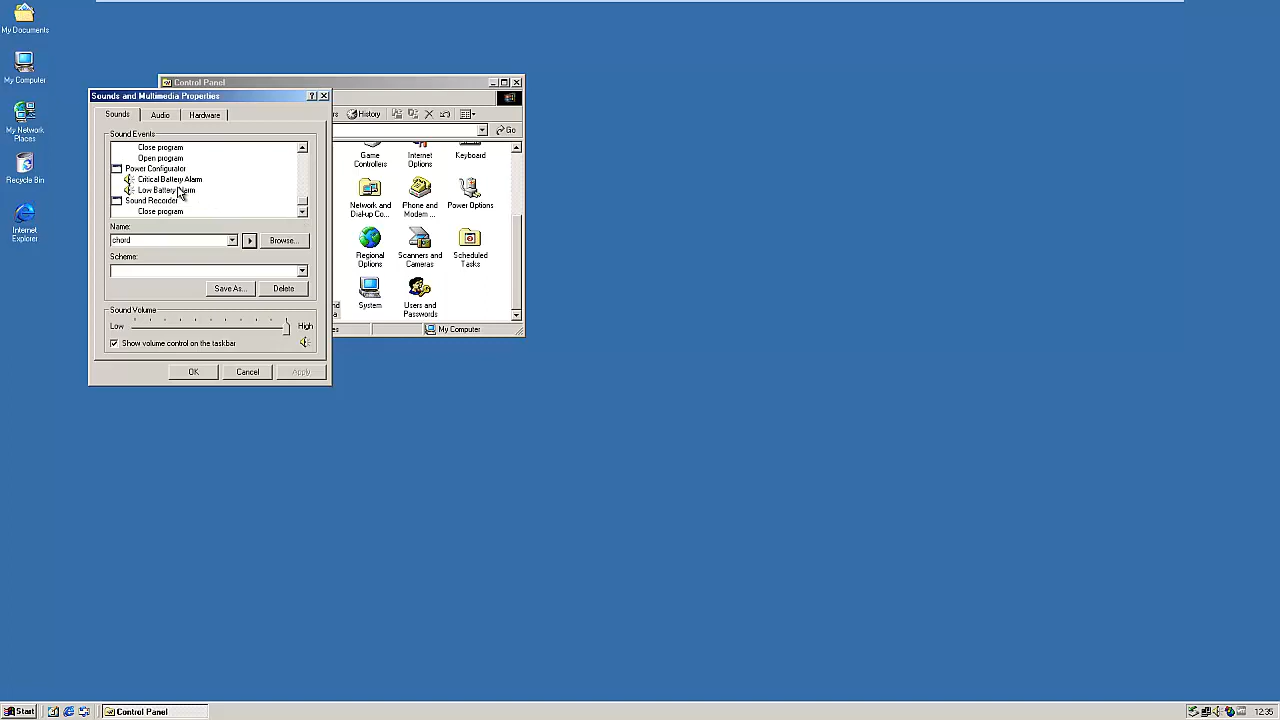 My Documents
My Computer
My Network
Places
Recycle Bin
Internet
Explorer
Control Panel
Sounds and Multimedia Properties
Sounds
Audio
Hardware
History
Go
Sound Events
Close program
Open program
Power Configurator
Critical Battery Alarm
Low Battery Alarm
Sound Recorder
Close program
Name:
chord
Browse...
Scheme:
Save As...
Delete
Sound Volume
Low
High
Show volume control on the taskbar
OK
Cancel
Apply
Game
Controllers
Internet
Options
Keyboard
Network and
Dial-up Co...
Phone and
Modem ...
Power Options
Regional
Options
Scanners and
Cameras
Scheduled
Tasks
System
Users and
Passwords
My Computer
Start
Control Panel
12:35